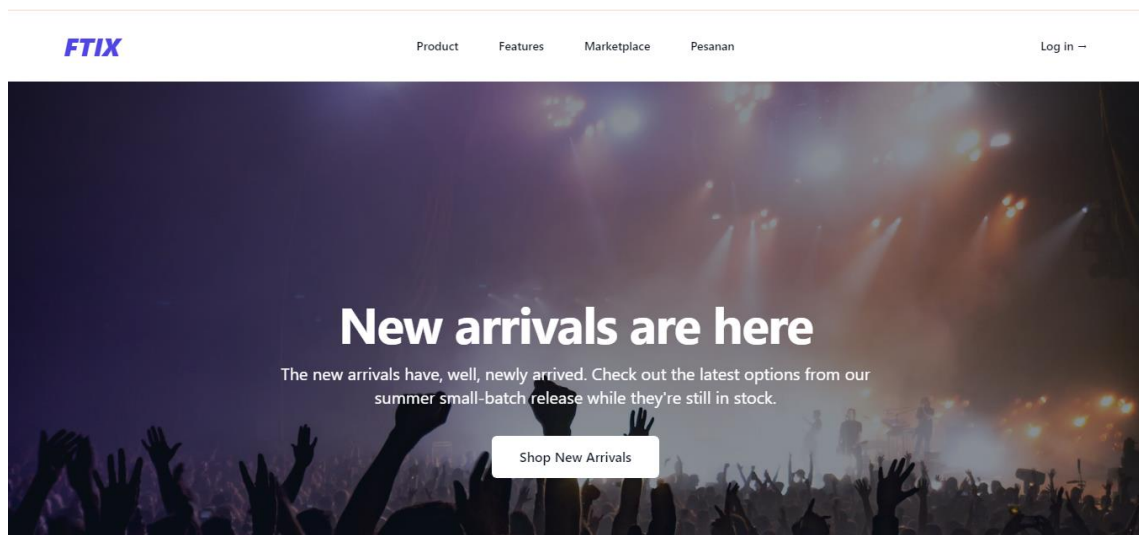 FTIX
Product
Features
Marketplace
Pesanan
Log in →
New arrivals are here
The new arrivals have, well, newly arrived. Check out the latest options from our
summer small-batch release while they're still in stock.
Shop New Arrivals